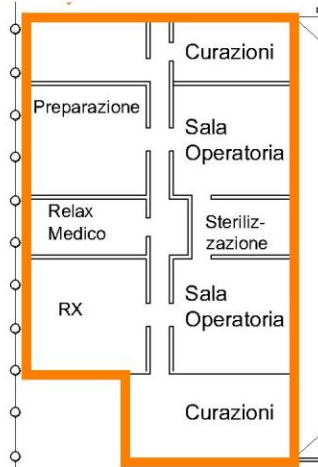 Curazioni
Preparazione
Sala
Operatoria
Relax
Medico
Steriliz-
zazione
RX
Sala
Operatoria
Curazioni